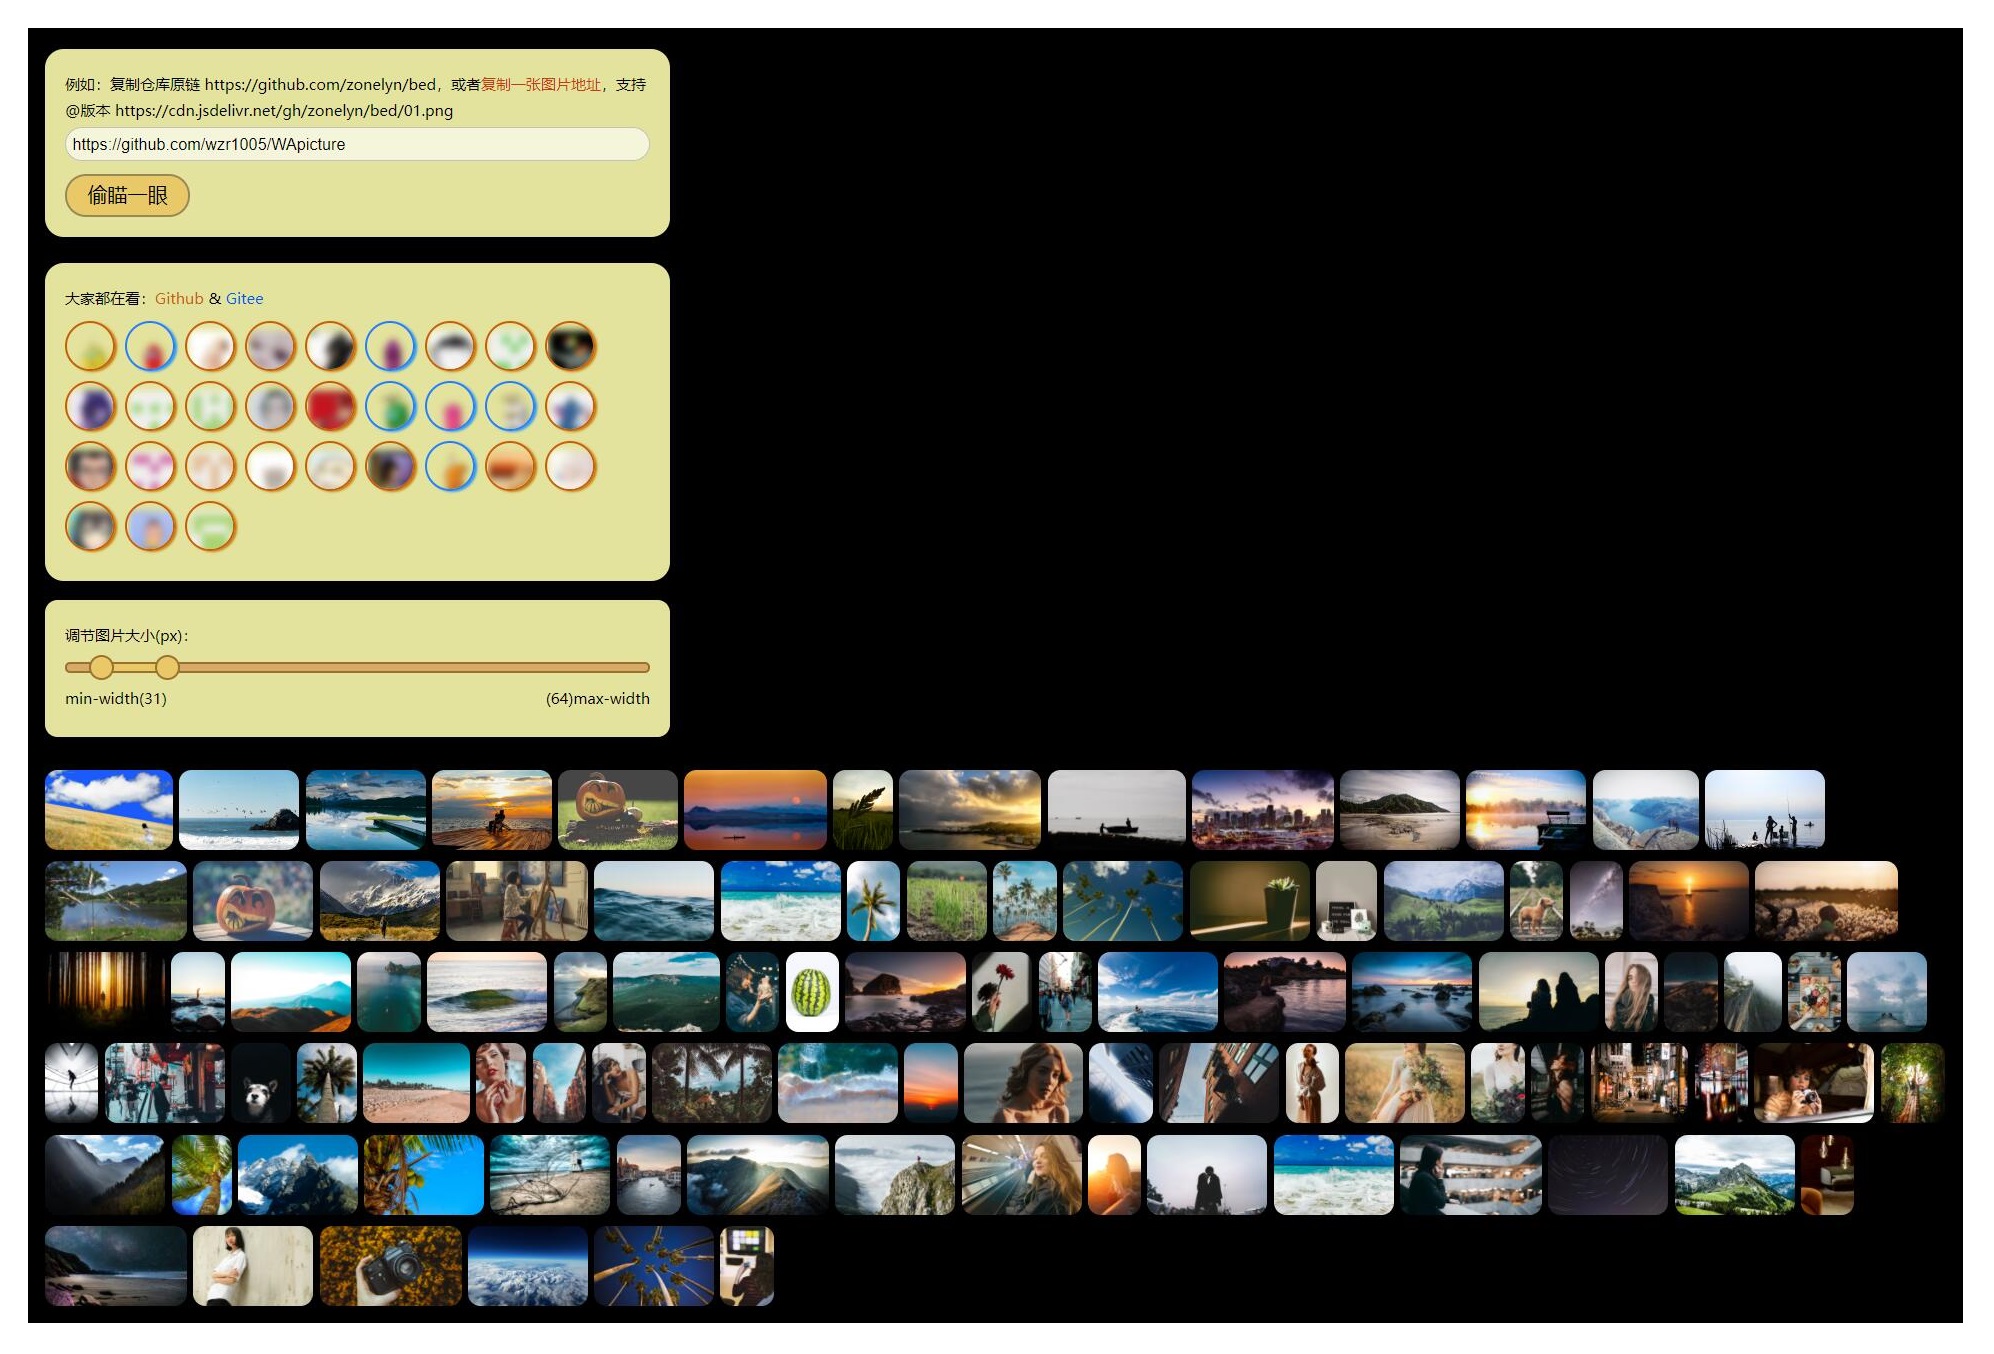 例如：复制仓库原链 https://github.com/zonelyn/bed，或者复制一张图片地址，支持
@版本 https://cdn.jsdelivr.net/gh/zonelyn/bed/01.png
https://github.com/wzr1005/WApicture
偷瞄一眼
大家都在看：Github & Gitee
调节图片大小(px)：
min-width(31) (64)max-width